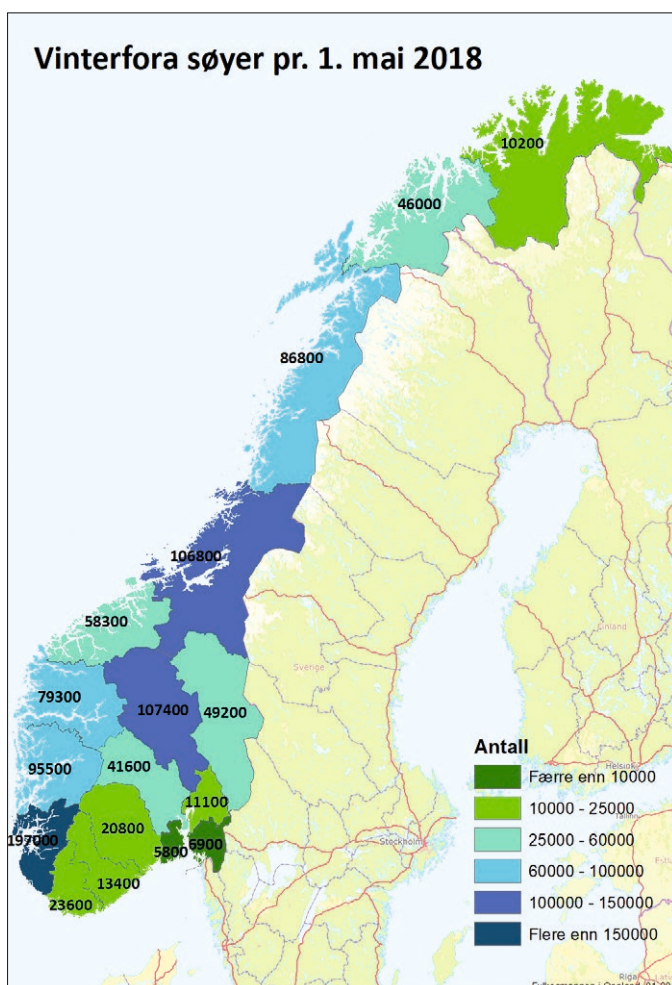 Vinterfora søyer pr. 1. mai 2018
10200
46000
86800
106800
58300
79300
107400
49200
95500
41600
11100
197000
20800
5800
6900
13400
23600
Sverige
Finland
Helsink
Tallinn
Stockholm
Riga
Antall
Færre enn 10000
10000 - 25000
25000 - 60000
60000 - 100000
100000 - 150000
Flere enn 150000